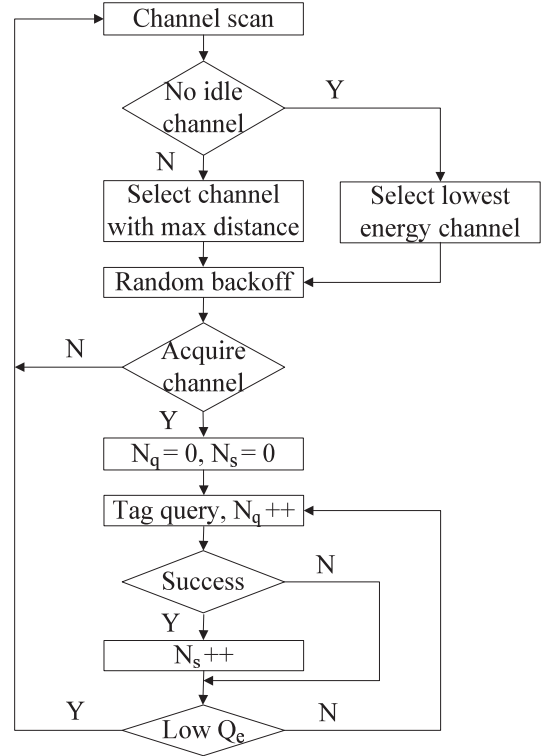 Channel scan
No idle
channel
Y
N
Select channel
with max distance
Select lowest
energy channel
Random backoff
Acquire
channel
N
Y
N_q = 0, N_s = 0
Tag query, N_q ++
Success
N
Y
N_s ++
Low Q_e
Y
N